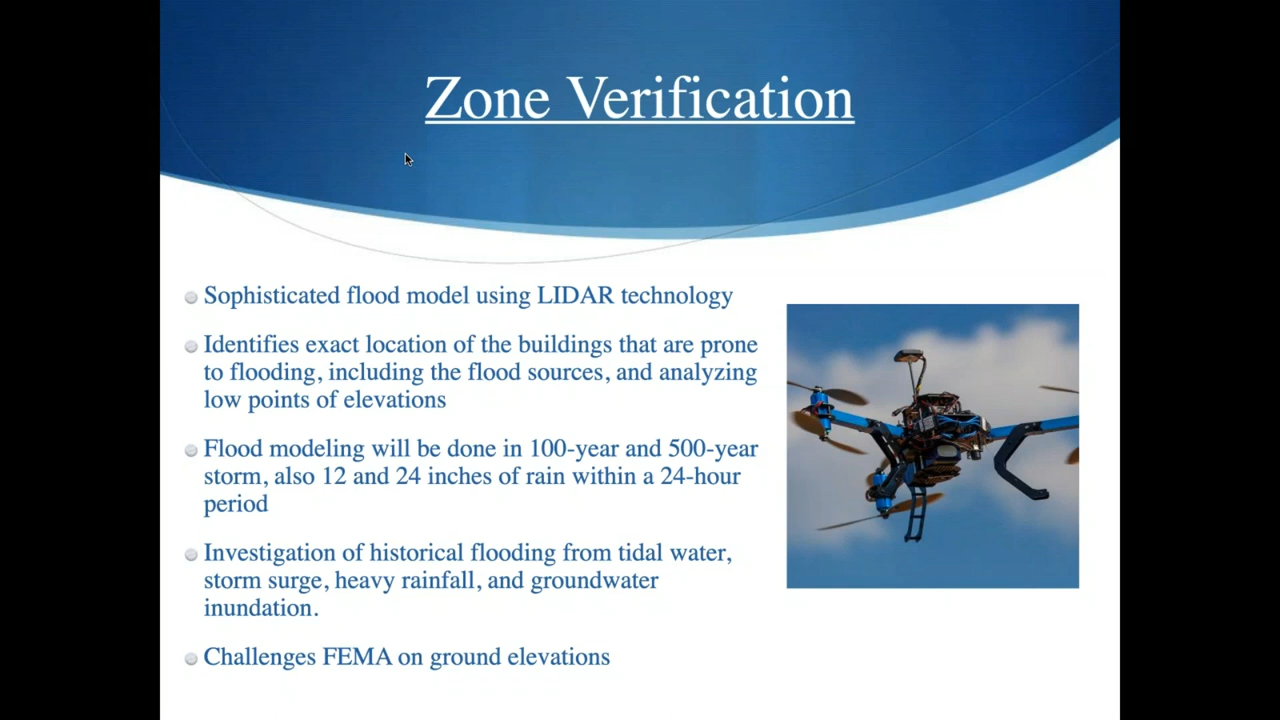 Zone Verification
Sophisticated flood model using LIDAR technology
Identifies exact location of the buildings that are prone
to flooding, including the flood sources, and analyzing
low points of elevations
Flood modeling will be done in 100-year and 500-year
storm, also 12 and 24 inches of rain within a 24-hour
period
Investigation of historical flooding from tidal water,
storm surge, heavy rainfall, and groundwater
inundation.
Challenges FEMA on ground elevations